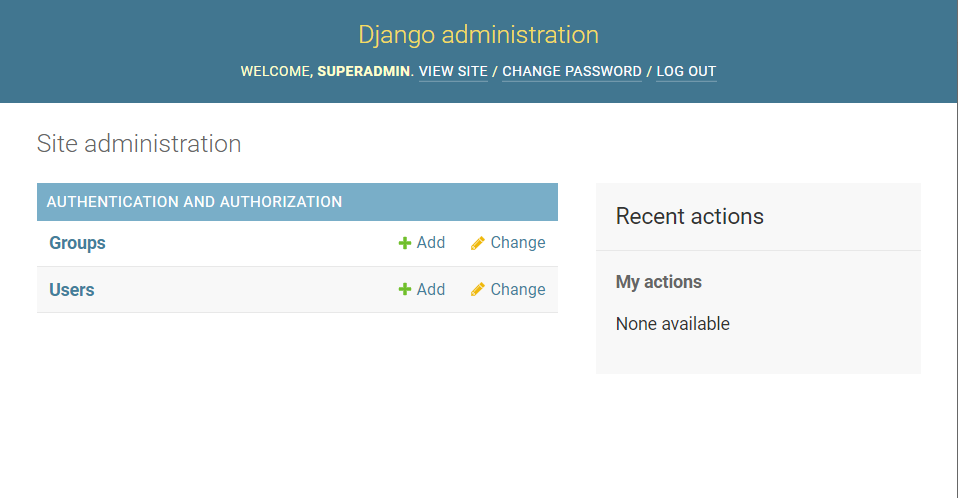 Django administration
WELCOME, SUPERADMIN. VIEW SITE / CHANGE PASSWORD / LOG OUT
Site administration
AUTHENTICATION AND AUTHORIZATION
Groups Add Change
Users Add Change
Recent actions
My actions
None available